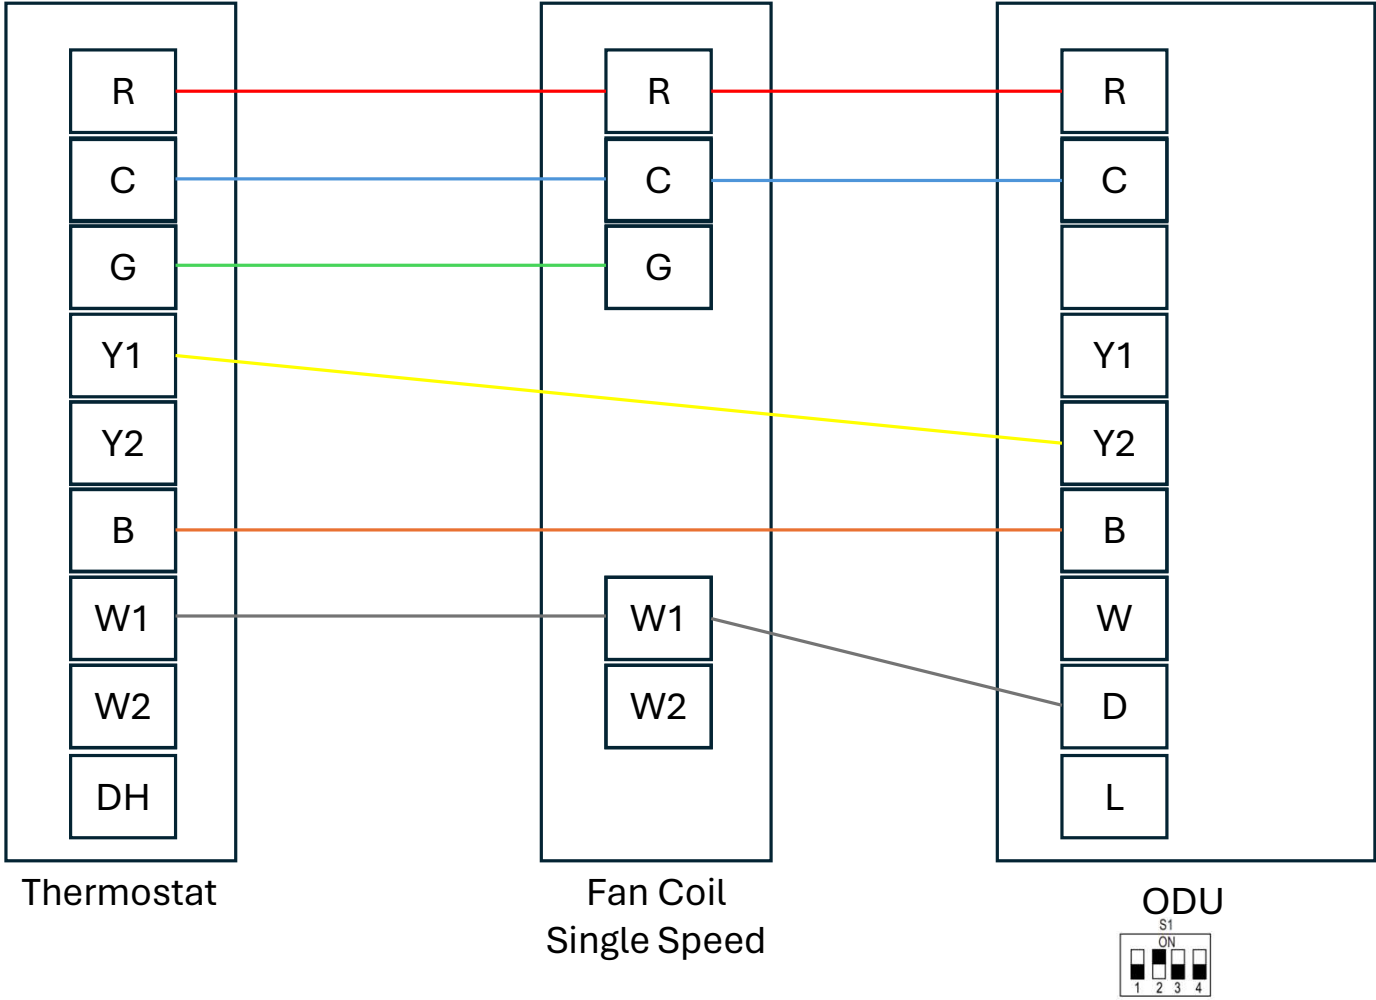 R
C
G
Y1
Y2
B
W1
W2
DH
Thermostat
R
C
G
W1
W2
Fan Coil
Single Speed
R
C
Y1
Y2
B
W
D
L
ODU
S1
ON
1 2 3 4